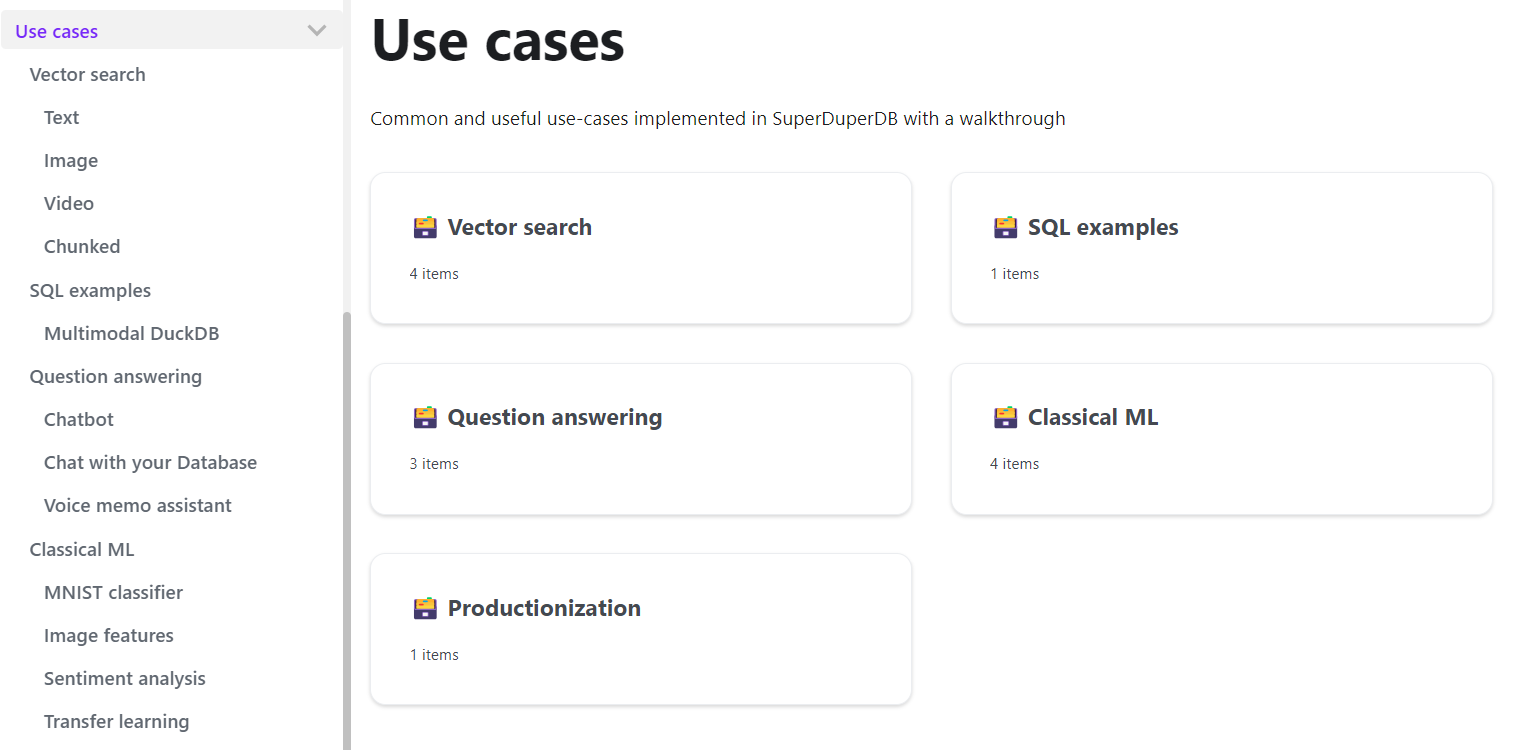 Use cases
Vector search
Text
Image
Video
Chunked
SQL examples
Multimodal DuckDB
Question answering
Chatbot
Chat with your Database
Voice memo assistant
Classical ML
MNIST classifier
Image features
Sentiment analysis
Transfer learning
Use cases
Common and useful use-cases implemented in SuperDuperDB with a walkthrough
Vector search
4 items
SQL examples
1 items
Question answering
3 items
Classical ML
4 items
Productionization
1 items